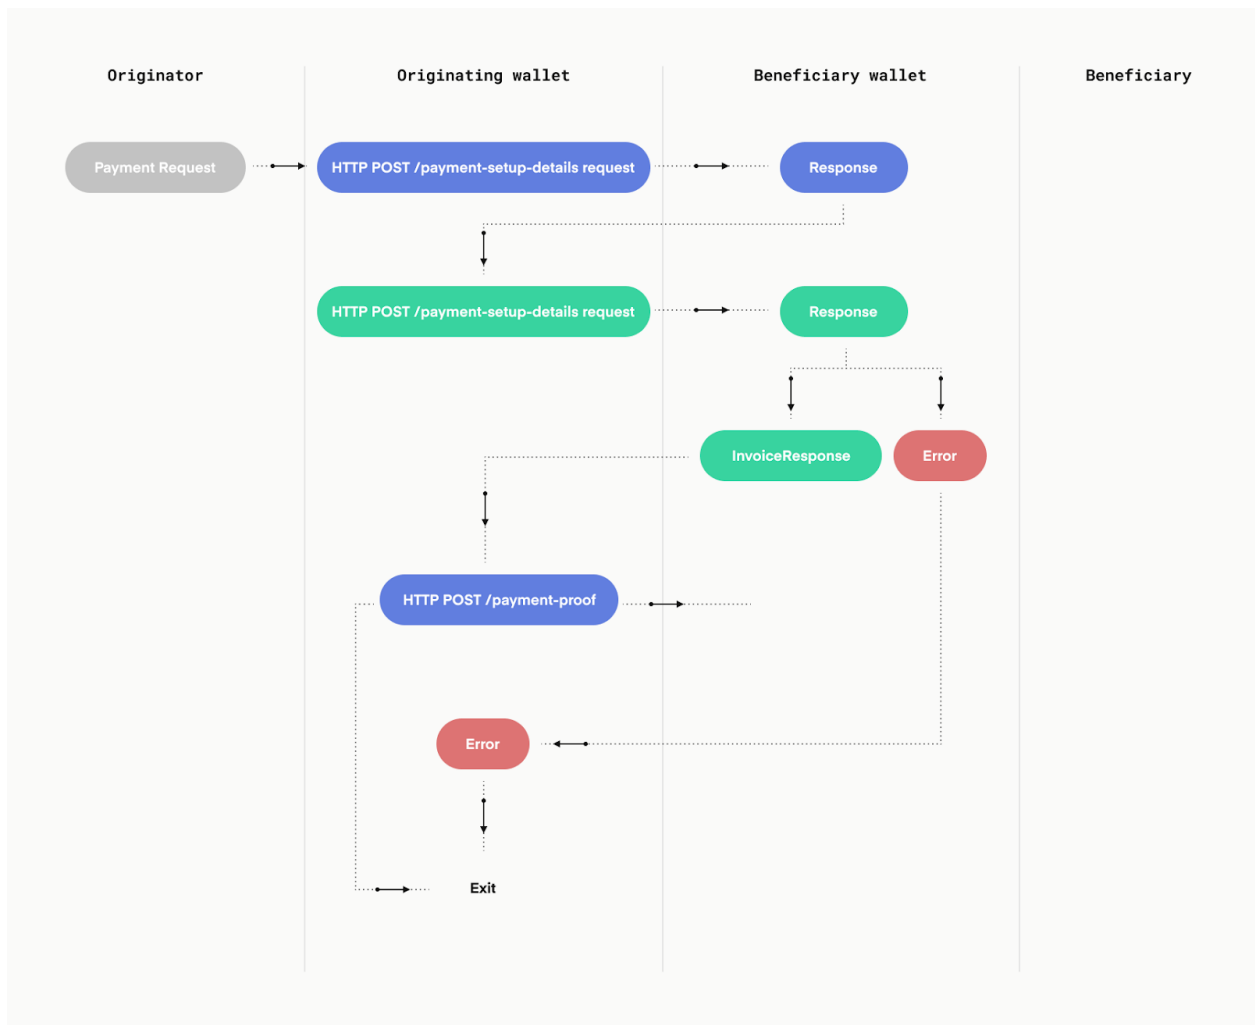 Originator
Originating wallet
Beneficiary wallet
Beneficiary
Payment Request
HTTP POST /payment-setup-details request
Response
HTTP POST /payment-setup-details request
Response
InvoiceResponse
Error
HTTP POST /payment-proof
Error
Exit